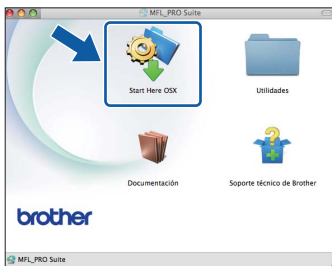 MFL_PRO Suite
Start Here OSX
Utilidades
Documentación
Soporte técnico de Brother
brother
MFL_PRO Suite